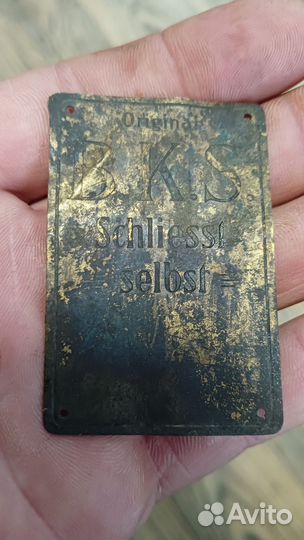 Original
B.K.S
Schliesst
= selbst =
Avito